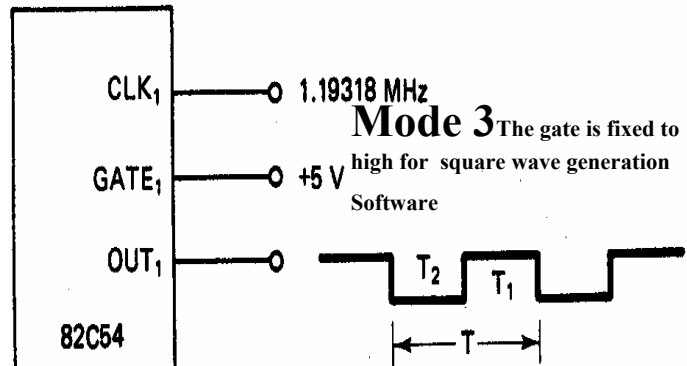 CLK1
1.19318 MHz
Mode 3 The gate is fixed to
GATE1
+5 V
high for square wave generation
Software
OUT1
T2
T1
82C54
T